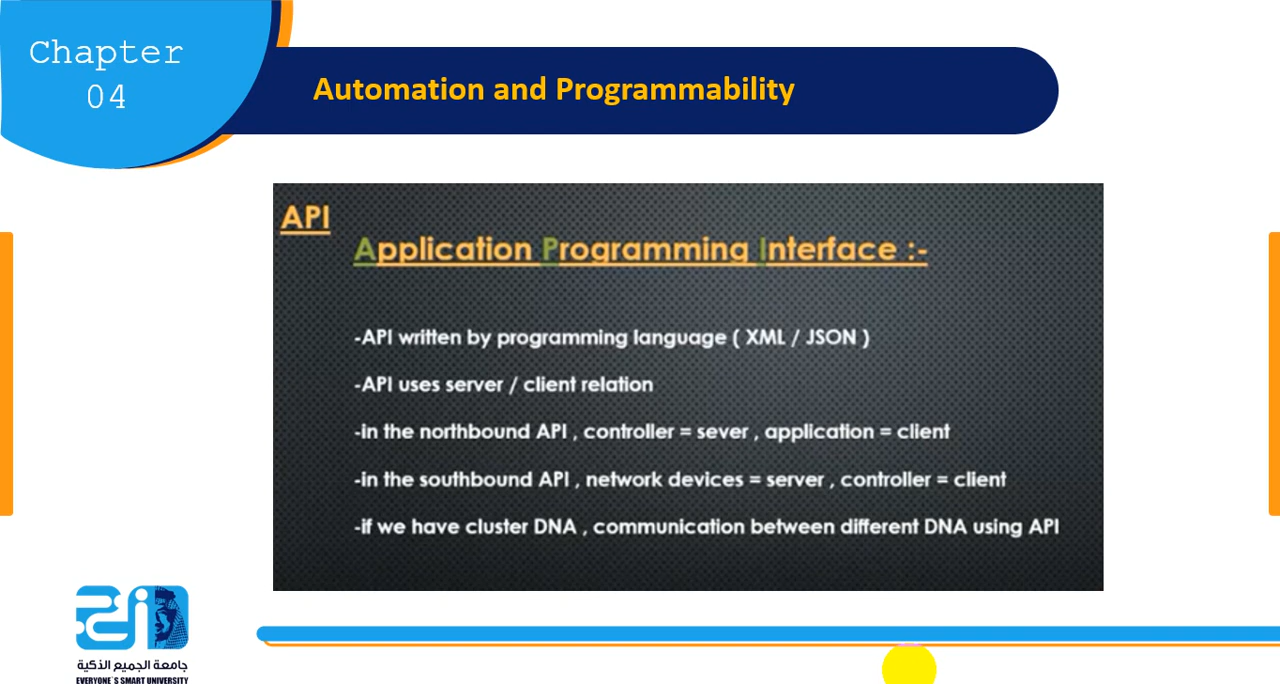 Chapter
04
Automation and Programmability
API
Application Programming Interface :-
-API written by programming language ( XML / JSON )
-API uses server / client relation
-in the northbound API , controller = sever , application = client
-in the southbound API , network devices = server , controller = client
-if we have cluster DNA , communication between different DNA using API
جامعة الجميع الذكية
EVERYONE`S SMART UNIVERSITY